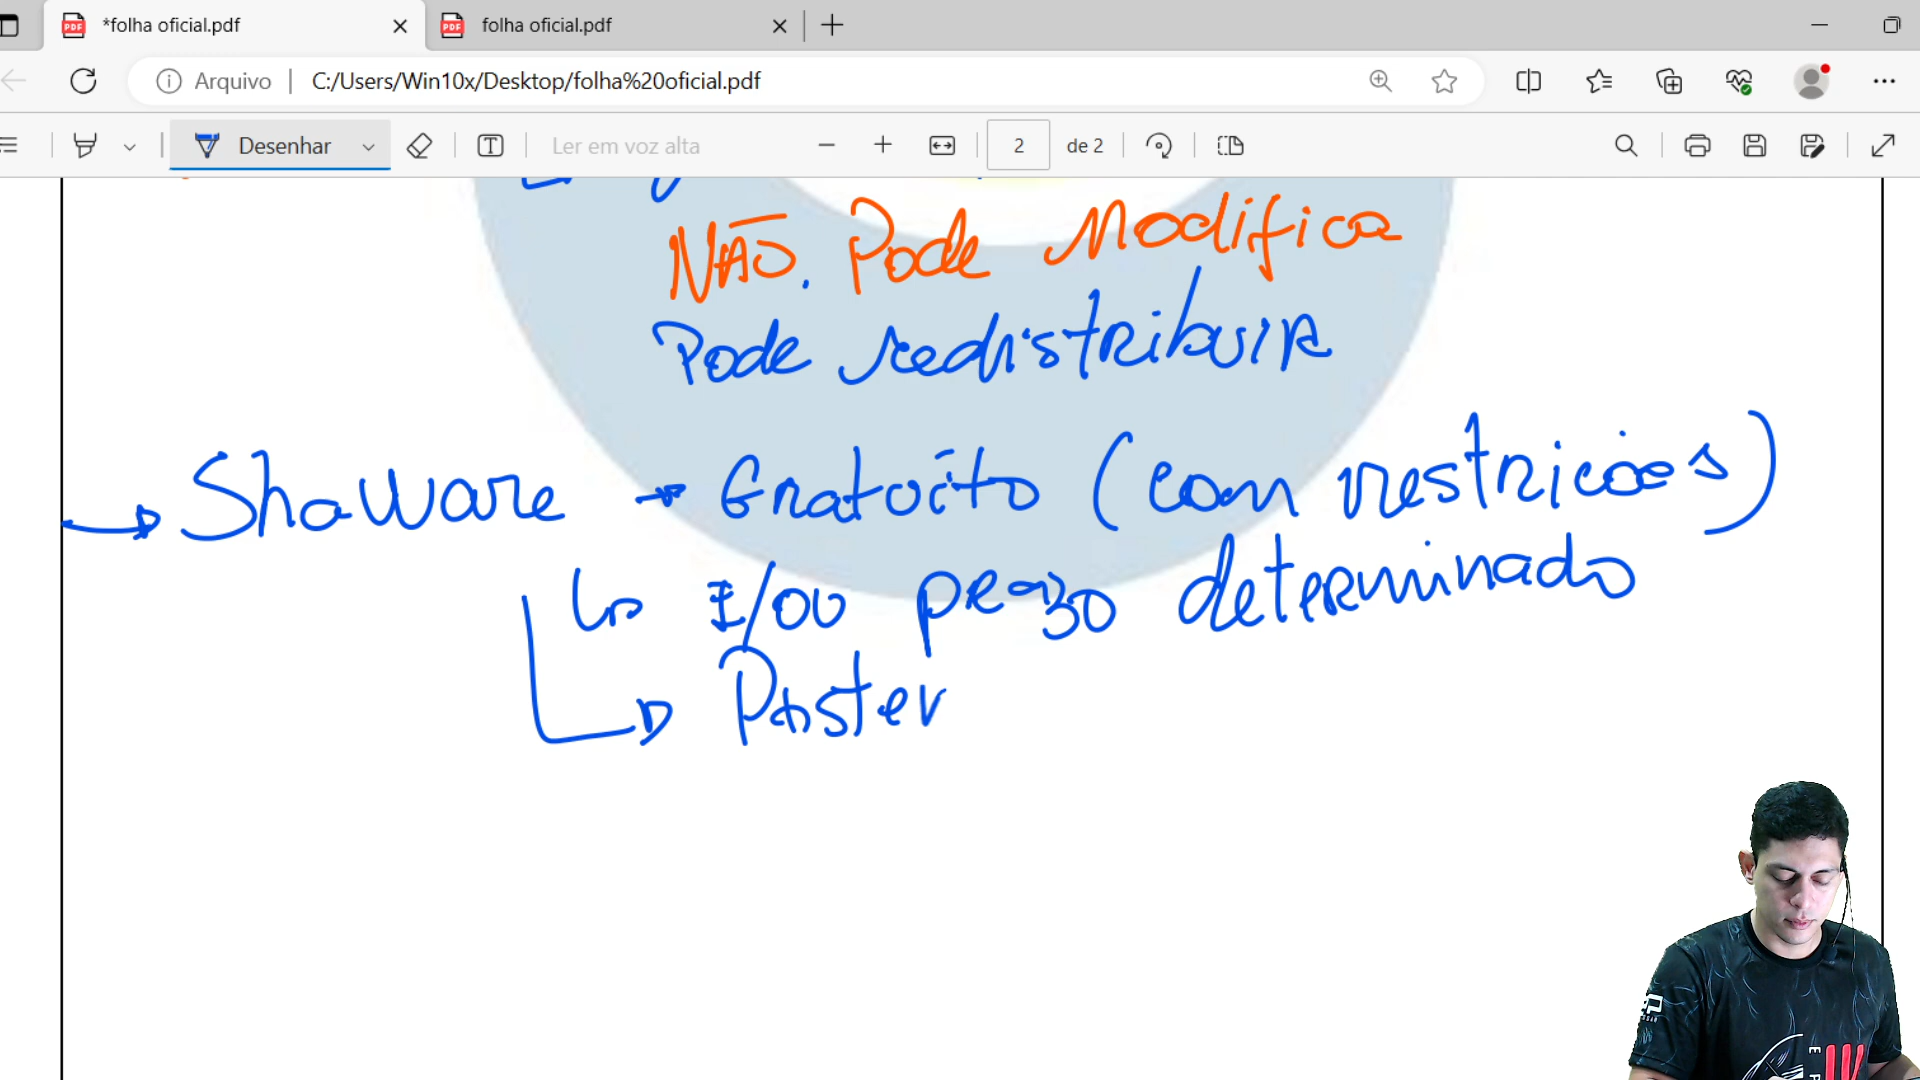 *folha oficial.pdf
folha oficial.pdf
Arquivo
C:/Users/Win10x/Desktop/folha%20oficial.pdf
Desenhar
Ler em voz alta
2
de 2
NÃO. Pode Modifica
Pode redistribuir
ShaWare → Gratuito (com restricoes)
E/OU prazo determinado
Poster